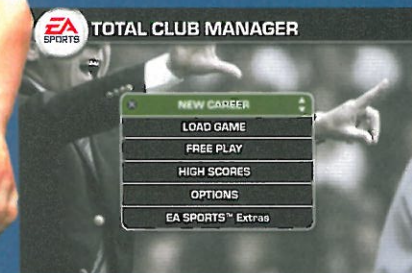 EA
SPORTS
TOTAL CLUB MANAGER
NEW CAREER
LOAD GAME
FREE PLAY
HIGH SCORES
OPTIONS
EA SPORTS™ Extras